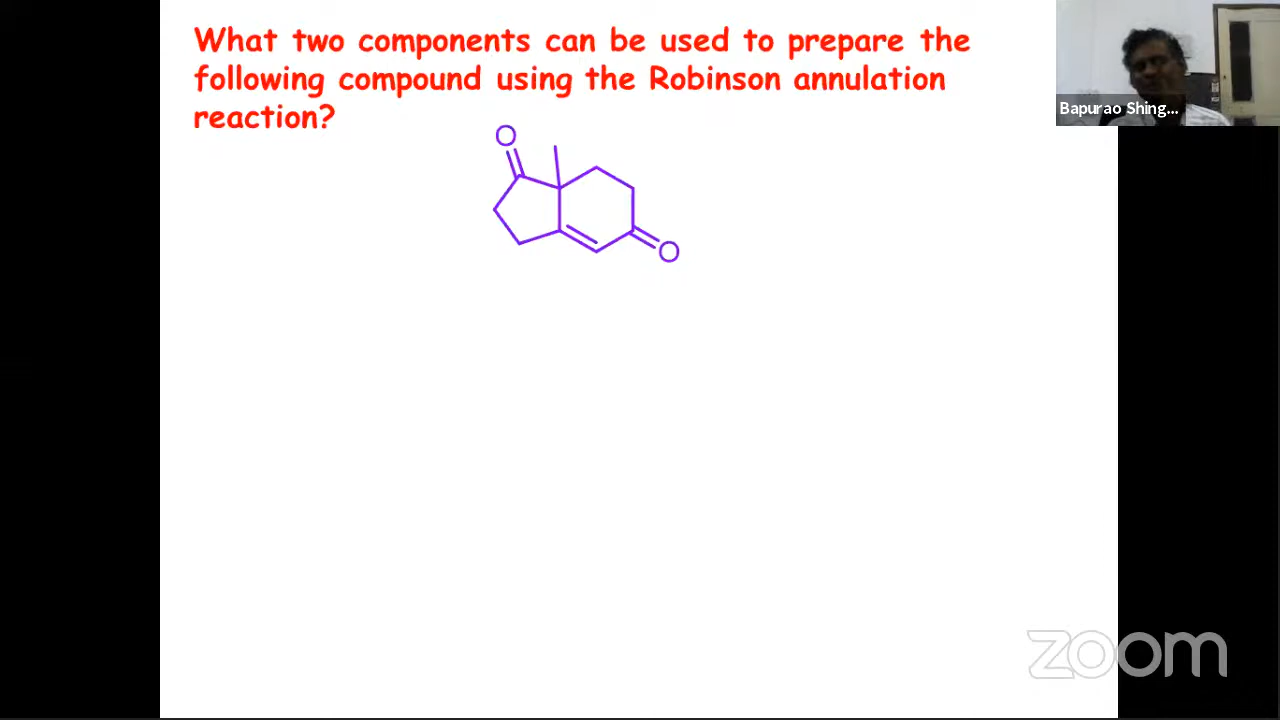 What two components can be used to prepare the
following compound using the Robinson annulation
reaction?
Bapurao Shing...
O
O
zoom